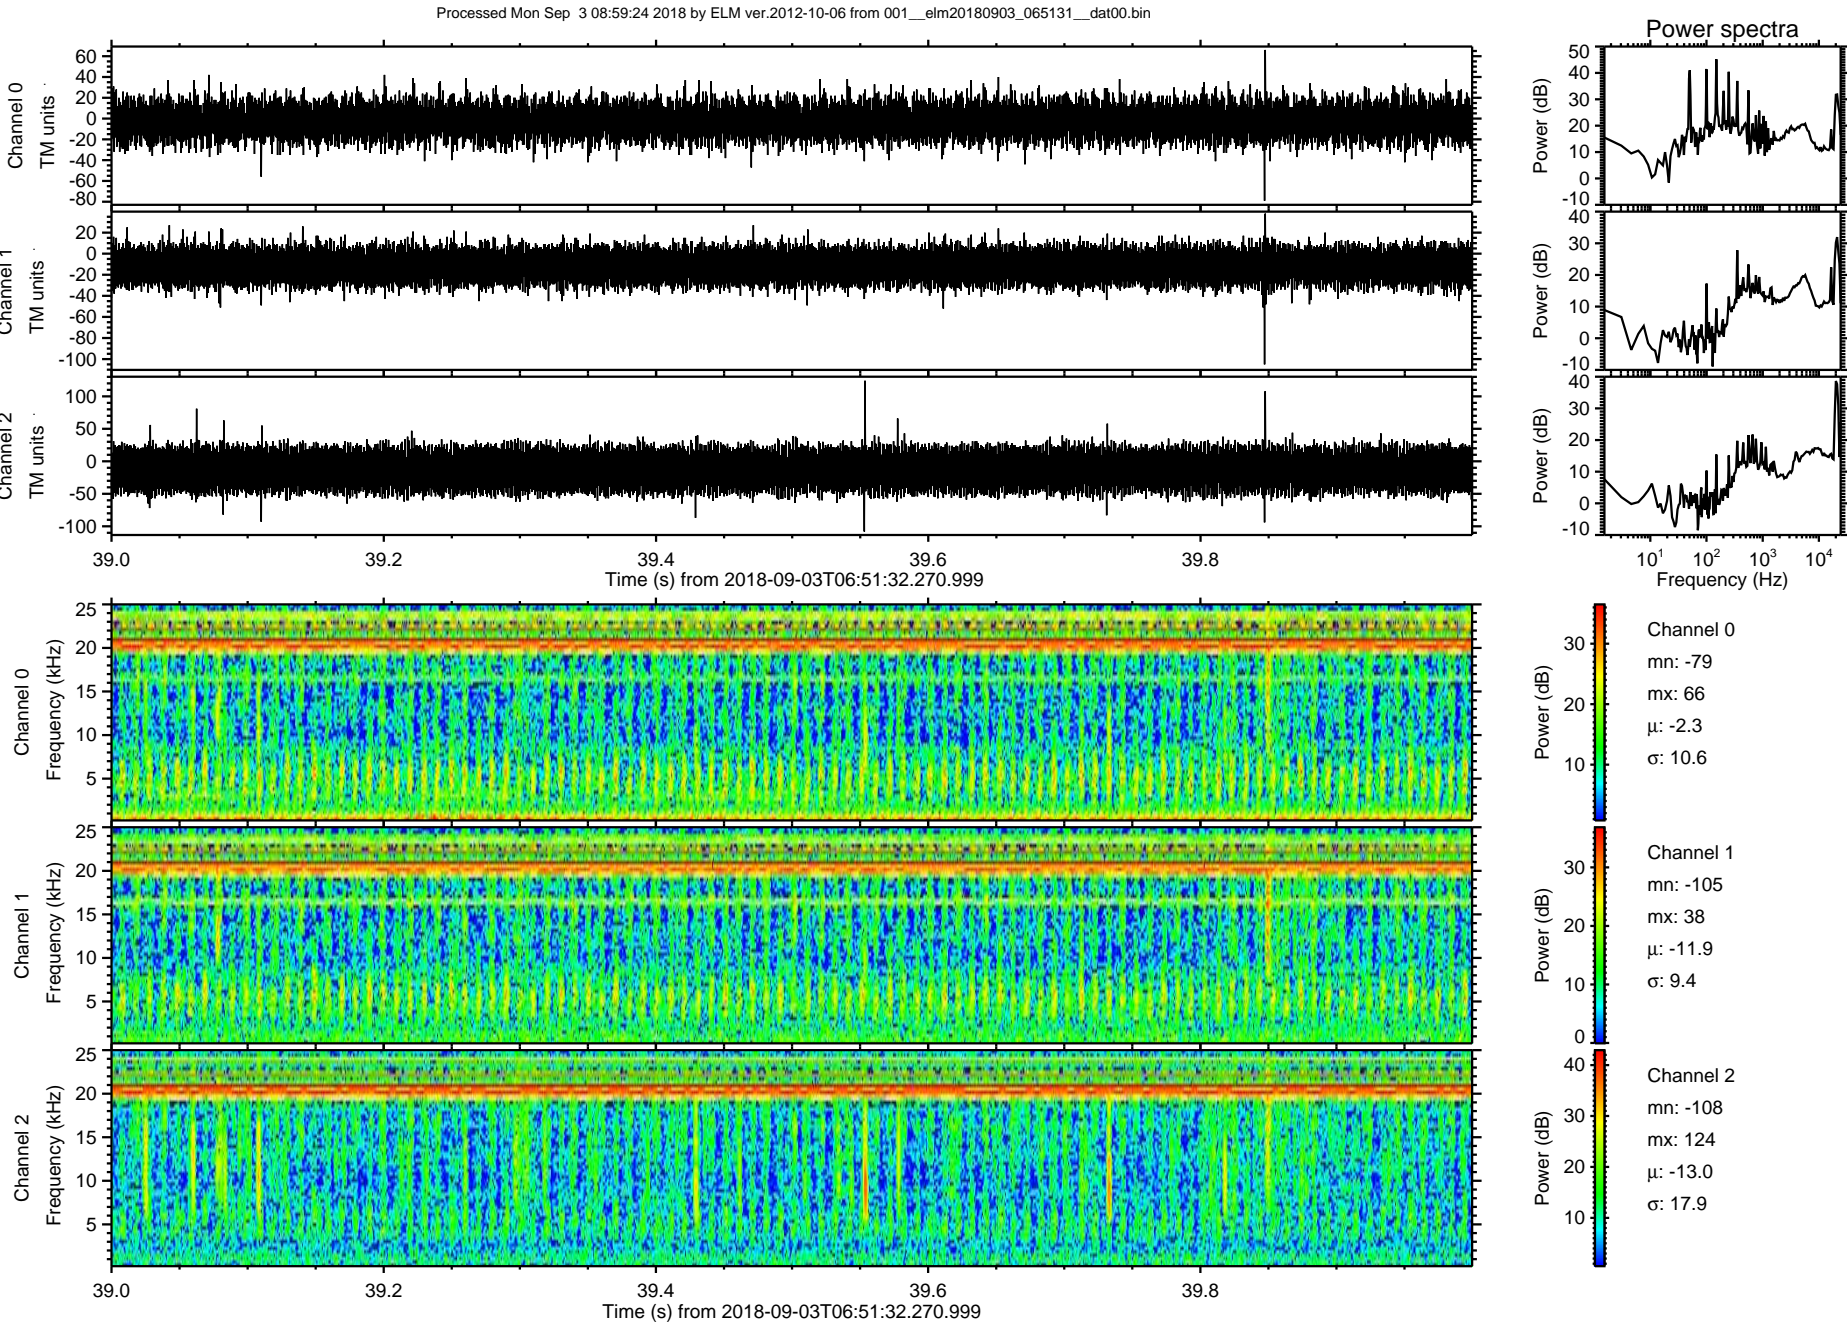 Processed Mon Sep  3 08:59:24 2018 by ELM ver.2012-10-06 from 001__elm20180903_065131__dat00.bin
Power spectra
Channel 0
TM units
60
40
20
0
-20
-40
-60
-80
Power (dB)
50
40
30
20
10
0
-10
Channel 1
TM units
20
0
-20
-40
-60
-80
-100
Power (dB)
40
30
20
10
0
-10
Channel 2
TM units
100
50
0
-50
-100
Power (dB)
40
30
20
10
0
-10
39.0 39.2 39.4 39.6 39.8
Time (s) from 2018-09-03T06:51:32.270.999
10^1 10^2 10^3 10^4
Frequency (Hz)
Channel 0
Frequency (kHz)
25
20
15
10
5
Power (dB)
30
20
10
Channel 0
mn: -79
mx: 66
μ: -2.3
σ: 10.6
Channel 1
Frequency (kHz)
25
20
15
10
5
Power (dB)
30
20
10
0
Channel 1
mn: -105
mx: 38
μ: -11.9
σ: 9.4
Channel 2
Frequency (kHz)
25
20
15
10
5
Power (dB)
40
30
20
10
Channel 2
mn: -108
mx: 124
μ: -13.0
σ: 17.9
39.0 39.2 39.4 39.6 39.8
Time (s) from 2018-09-03T06:51:32.270.999